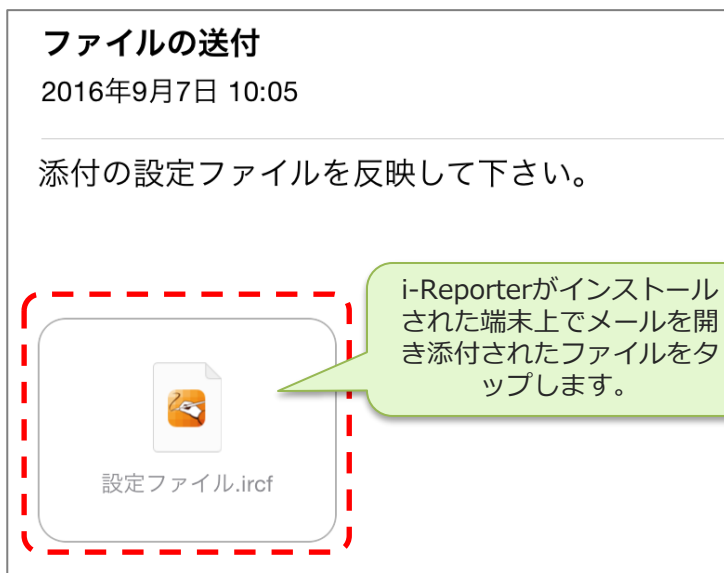 ファイルの送付
2016年9月7日 10:05
添付の設定ファイルを反映して下さい。
i-Reporterがインストール
された端末上でメールを開
き添付されたファイルをタ
ップします。
設定ファイル.ircf